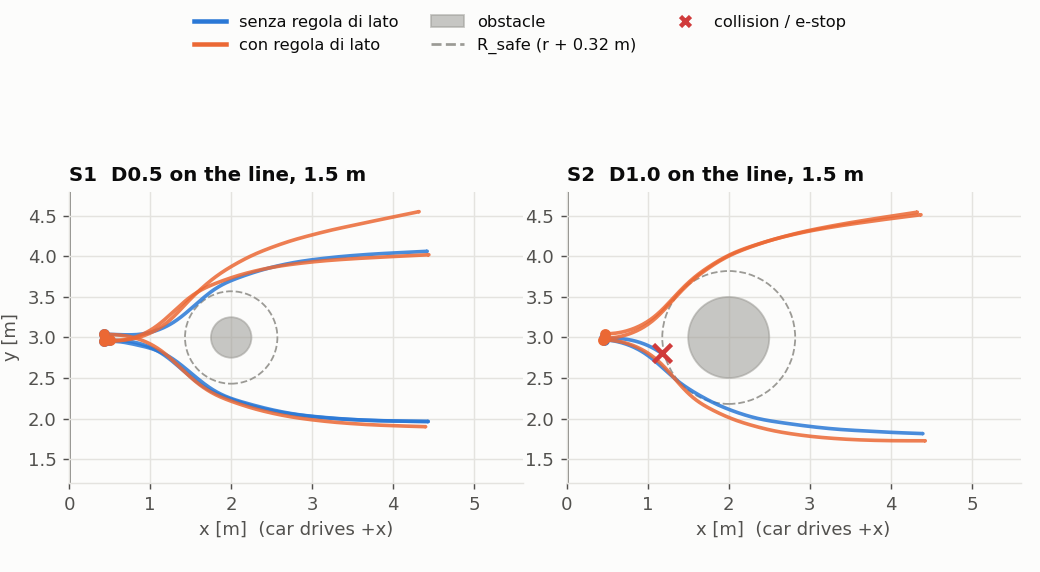 senza regola di lato
con regola di lato
obstacle
R_safe (r + 0.32 m)
collision / e-stop
S1 D0.5 on the line, 1.5 m
S2 D1.0 on the line, 1.5 m
4.5
4.0
3.5
3.0
2.5
2.0
1.5
y [m]
0 1 2 3 4 5
x [m] (car drives +x)
4.5
4.0
3.5
3.0
2.5
2.0
1.5
0 1 2 3 4 5
x [m] (car drives +x)